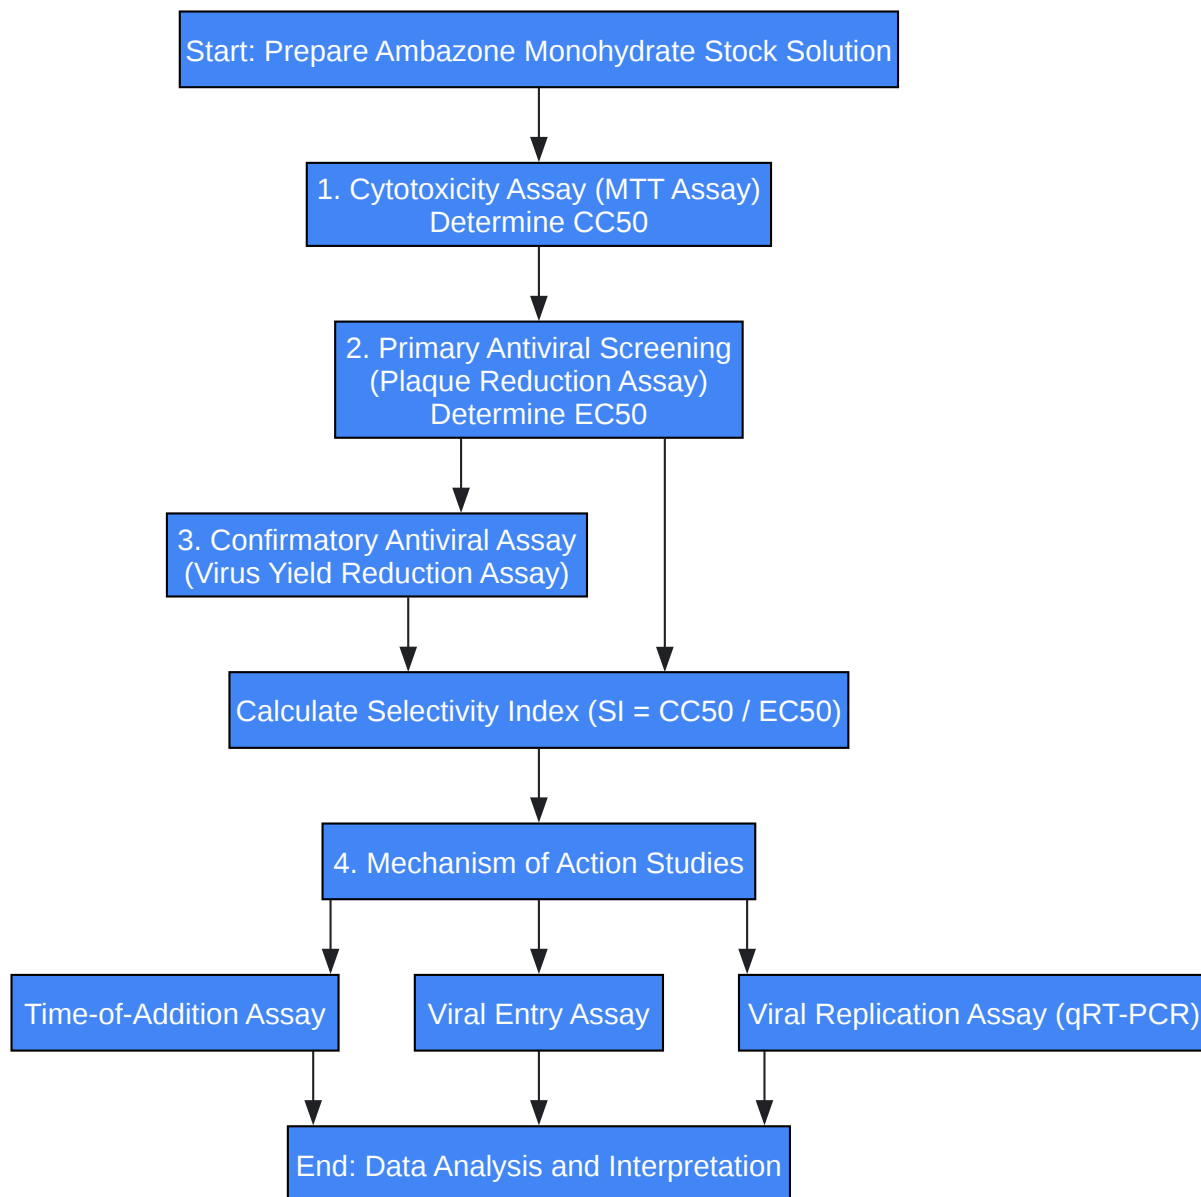 Start: Prepare Ambazone Monohydrate Stock Solution
1. Cytotoxicity Assay (MTT Assay)
Determine CC50
2. Primary Antiviral Screening
(Plaque Reduction Assay)
Determine EC50
3. Confirmatory Antiviral Assay
(Virus Yield Reduction Assay)
Calculate Selectivity Index (SI = CC50 / EC50)
4. Mechanism of Action Studies
Time-of-Addition Assay
Viral Entry Assay
Viral Replication Assay (qRT-PCR)
End: Data Analysis and Interpretation